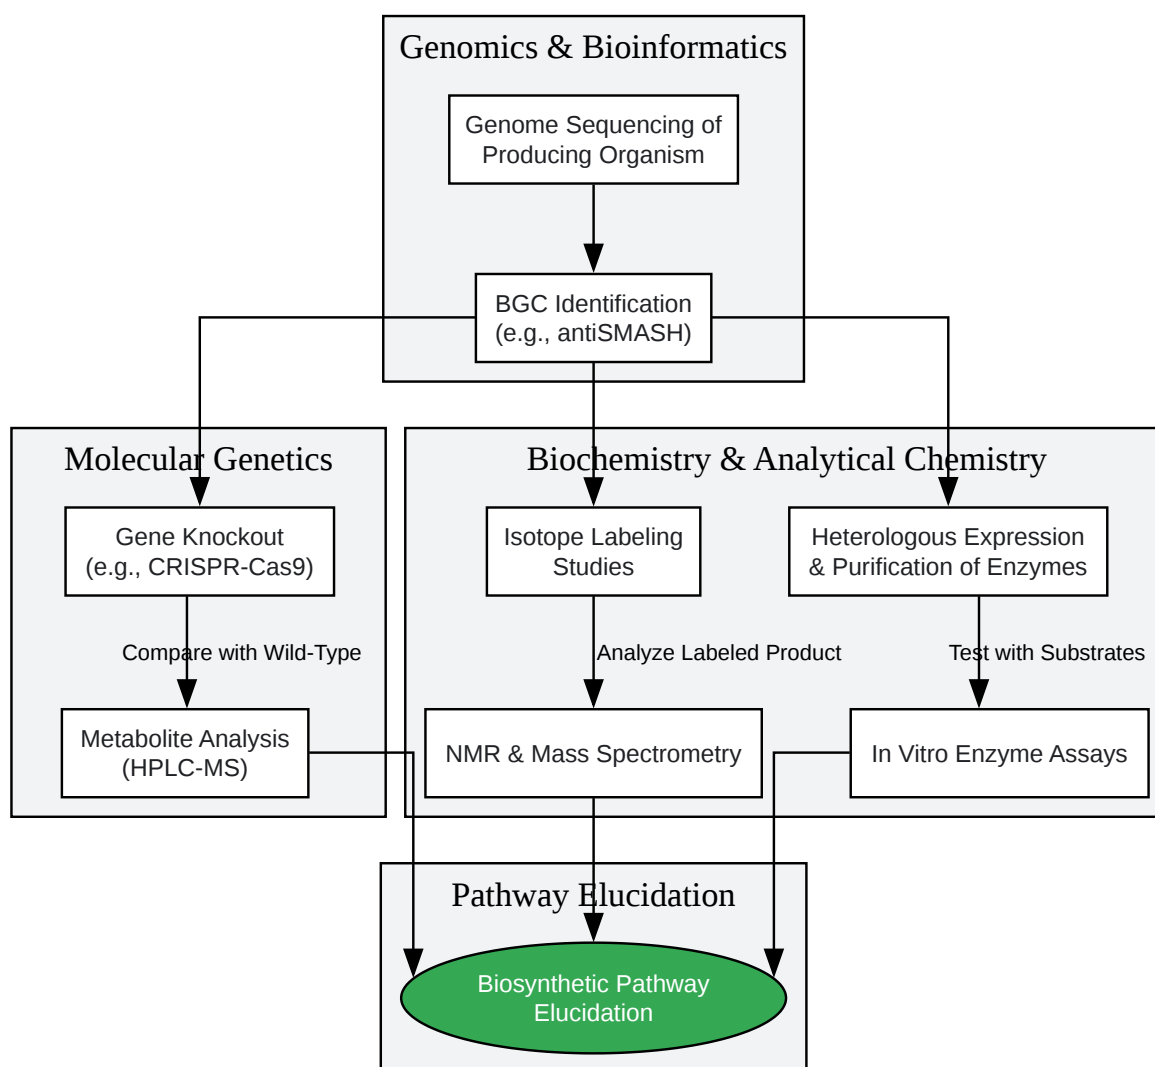 Genomics & Bioinformatics
Genome Sequencing of
Producing Organism
BGC Identification
(e.g., antiSMASH)
Molecular Genetics
Gene Knockout
(e.g., CRISPR-Cas9)
Compare with Wild-Type
Metabolite Analysis
(HPLC-MS)
Biochemistry & Analytical Chemistry
Isotope Labeling
Studies
Analyze Labeled Product
NMR & Mass Spectrometry
Heterologous Expression
& Purification of Enzymes
Test with Substrates
In Vitro Enzyme Assays
Pathway Elucidation
Biosynthetic Pathway
Elucidation